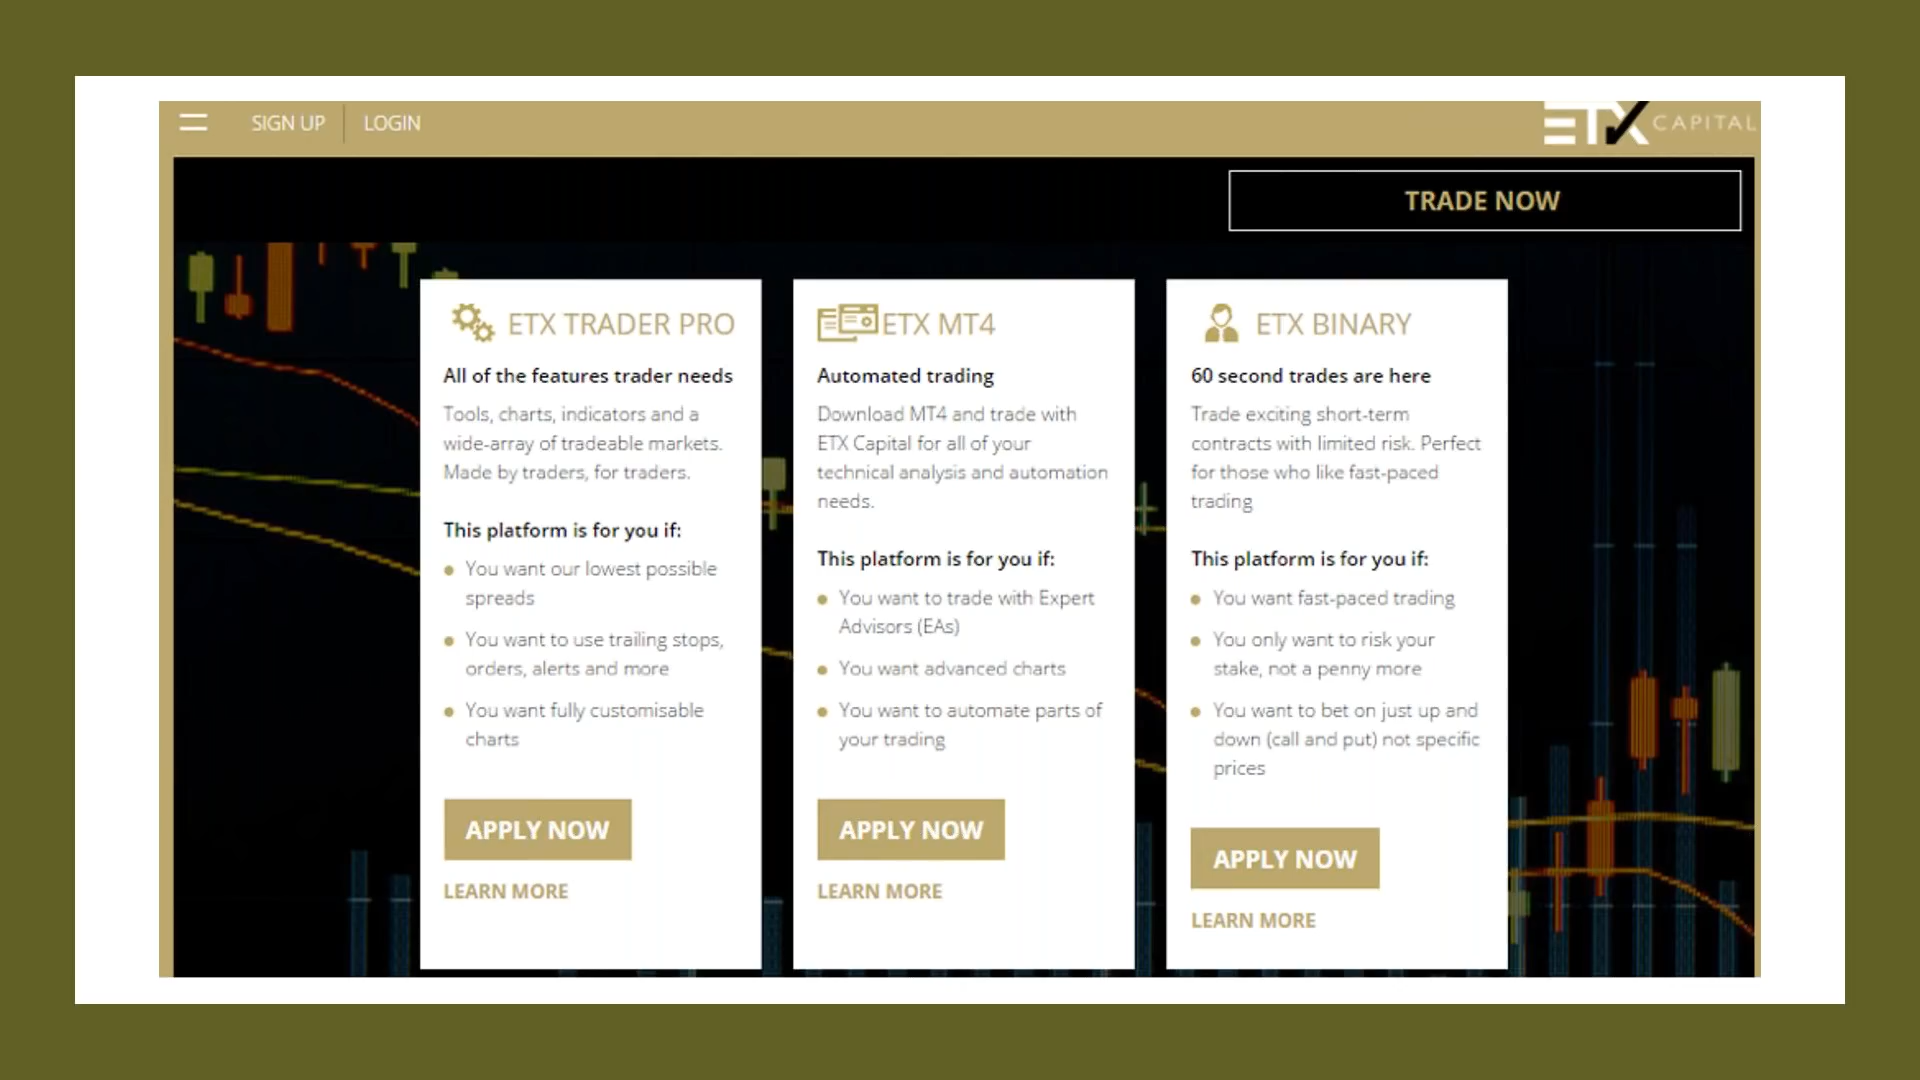 SIGN UP
LOGIN
ETX CAPITAL
TRADE NOW
ETX TRADER PRO
All of the features trader needs
Tools, charts, indicators and a
wide-array of tradeable markets.
Made by traders, for traders.
This platform is for you if:
You want our lowest possible
spreads
You want to use trailing stops,
orders, alerts and more
You want fully customisable
charts
APPLY NOW
LEARN MORE
ETX MT4
Automated trading
Download MT4 and trade with
ETX Capital for all of your
technical analysis and automation
needs.
This platform is for you if:
You want to trade with Expert
Advisors (EAs)
You want advanced charts
You want to automate parts of
your trading
APPLY NOW
LEARN MORE
ETX BINARY
60 second trades are here
Trade exciting short-term
contracts with limited risk. Perfect
for those who like fast-paced
trading
This platform is for you if:
You want fast-paced trading
You only want to risk your
stake, not a penny more
You want to bet on just up and
down (call and put) not specific
prices
APPLY NOW
LEARN MORE